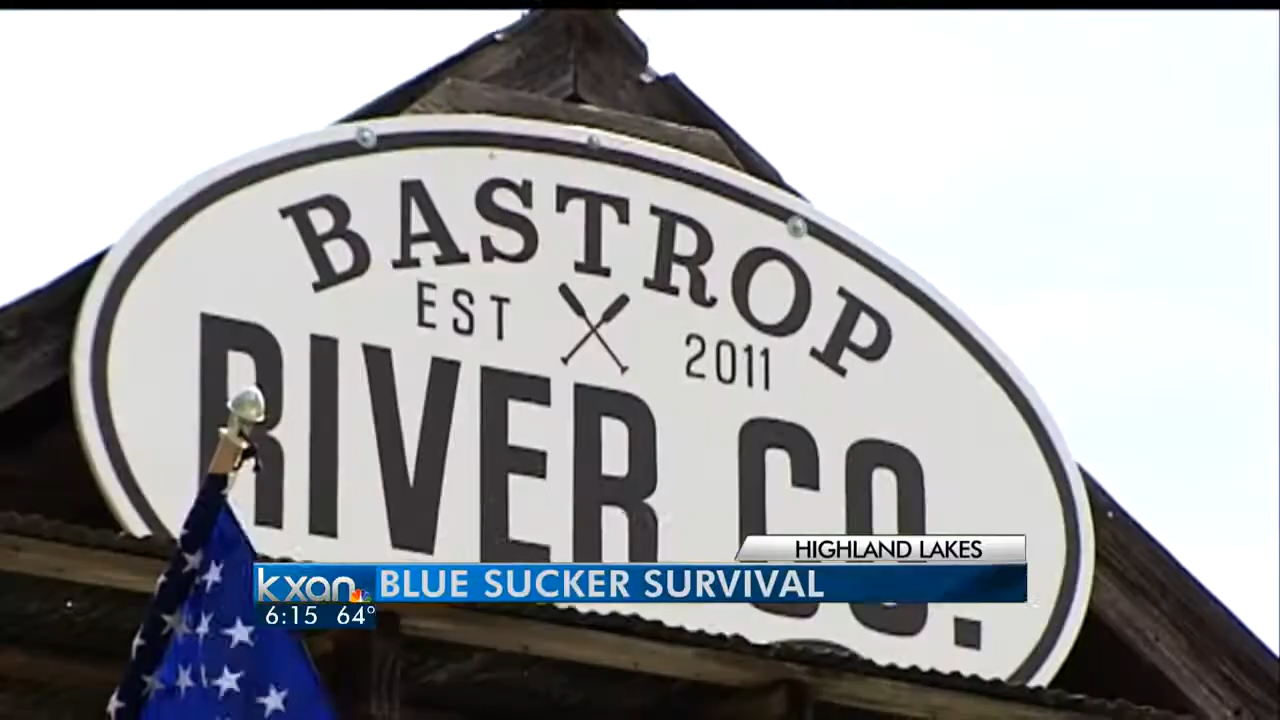 BASTROP
EST 2011
RIVER CO.
HIGHLAND LAKES
kxan BLUE SUCKER SURVIVAL
6:15 64°